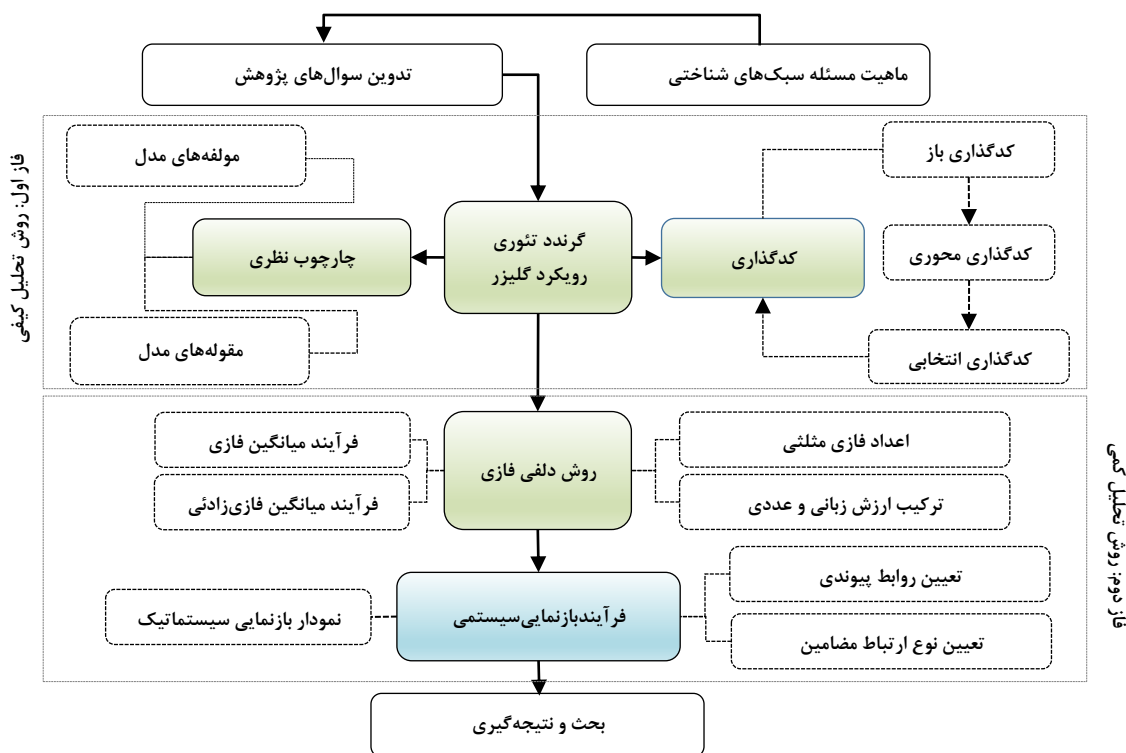 ماهیت مسئله سبک‌های شناختی
تدوین سوال‌های پژوهش
فاز اول: روش تحلیل کیفی
کدگذاری باز
مولفه‌های مدل
گرندد تئوری
رویکرد گلیزر
کدگذاری
چارچوب نظری
کدگذاری محوری
کدگذاری انتخابی
مقوله‌های مدل
فاز دوم: روش تحلیل کمی
اعداد فازی مثلثی
فرآیند میانگین فازی
روش دلفی فازی
ترکیب ارزش زبانی و عددی
فرآیند میانگین فازی‌زادئی
تعیین روابط پیوندی
فرآیندبازنمایی‌سیستمی
نمودار بازنمایی سیستماتیک
تعیین نوع ارتباط مضامین
بحث و نتیجه‌گیری